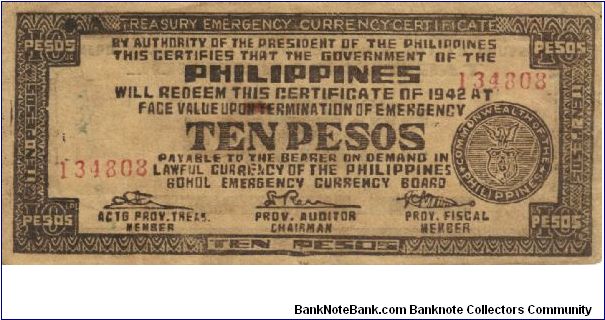 TREASURY EMERGENCY CURRENCY CERTIFICATE
PESOS PESOS
BY AUTHORITY OF THE PRESIDENT OF THE PHILIPPINES
THIS CERTIFIES THAT THE GOVERNMENT OF THE
PHILIPPINES
134808
WILL REDEEM THIS CERTIFICATE OF 1942 AT
FACE VALUE UPON TERMINATION OF EMERGENCY
TEN PESOS
TEN PESOS
TEN PESOS
134808
PAYABLE TO THE BEARER ON DEMAND IN
LAWFUL CURRENCY OF THE PHILIPPINES
BOHOL EMERGENCY CURRENCY BOARD
COMMONWEALTH OF THE PHILIPPINES
ACTG PROV. TREAS. PROV. AUDITOR PROV. FISCAL
MEMBER CHAIRMAN MEMBER
PESOS PESOS
TEN PESOS
BankNoteBank.com Banknote Collectors Community